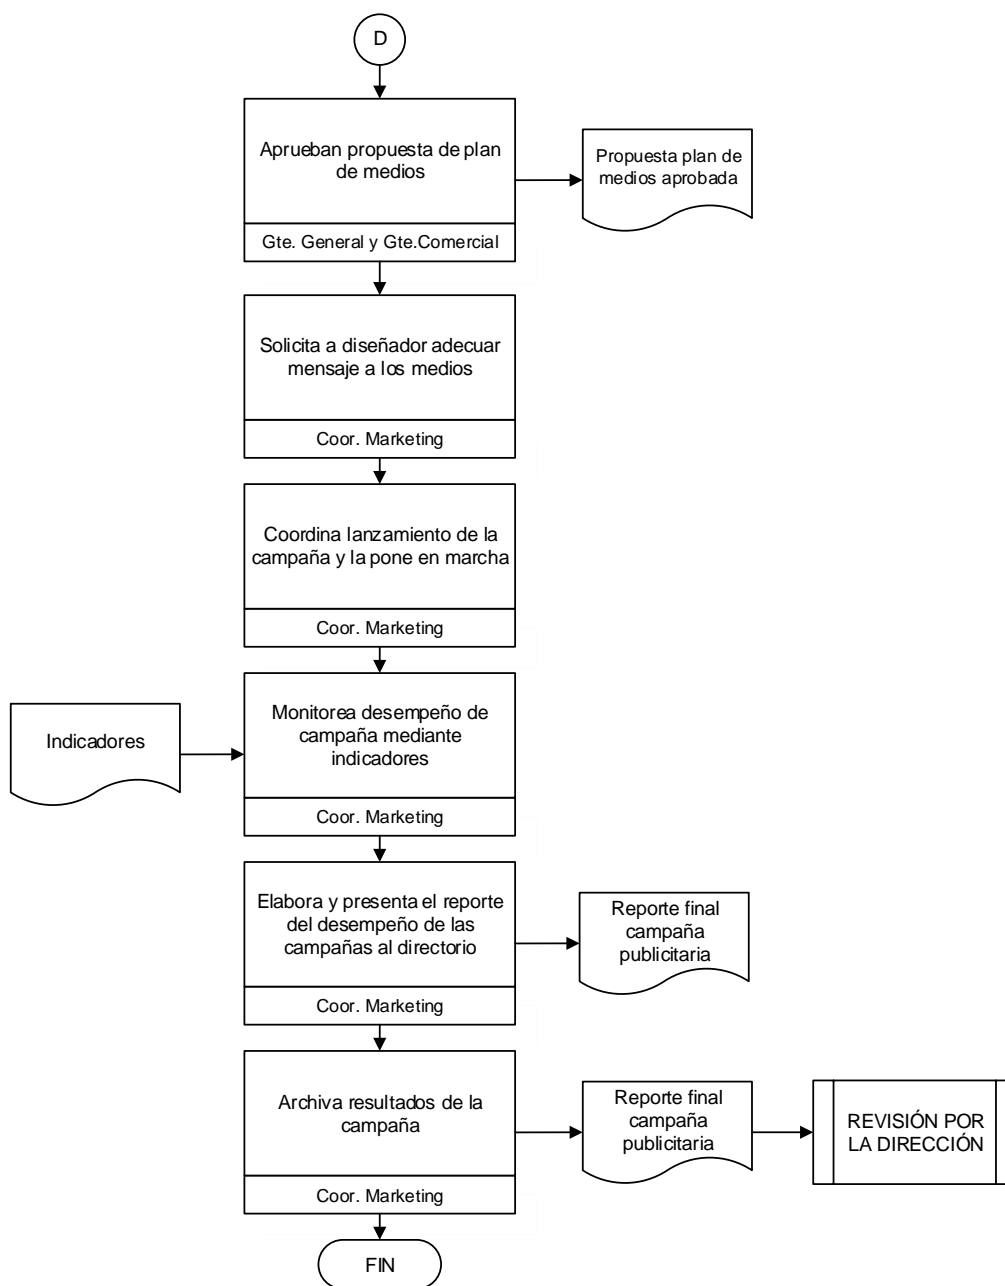 D
Aprueban propuesta de plan
de medios
Gte. General y Gte.Comercial
Propuesta plan de
medios aprobada
Solicita a diseñador adecuar
mensaje a los medios
Coor. Marketing
Coordina lanzamiento de la
campaña y la pone en marcha
Coor. Marketing
Indicadores
Monitorea desempeño de
campaña mediante
indicadores
Coor. Marketing
Elabora y presenta el reporte
del desempeño de las
campañas al directorio
Coor. Marketing
Reporte final
campaña
publicitaria
Archiva resultados de la
campaña
Coor. Marketing
Reporte final
campaña
publicitaria
REVISIÓN POR
LA DIRECCIÓN
FIN